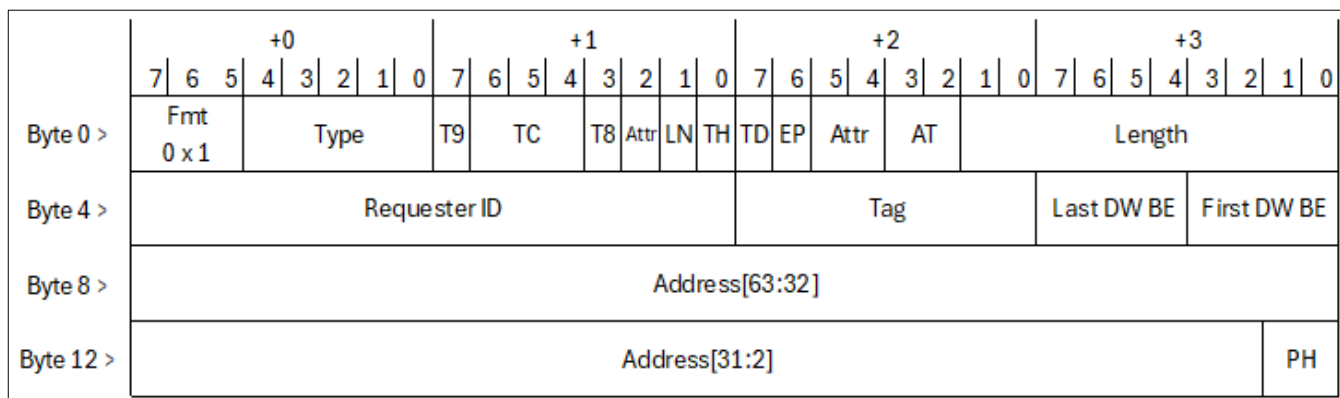 +0 +1 +2 +3
7 6 5 4 3 2 1 0 7 6 5 4 3 2 1 0 7 6 5 4 3 2 1 0 7 6 5 4 3 2 1 0
Byte 0 > Fmt 0 x 1 Type T9 TC T8 Attr LN TH TD EP Attr AT Length
Byte 4 > Requester ID Tag Last DW BE First DW BE
Byte 8 > Address[63:32]
Byte 12 > Address[31:2] PH